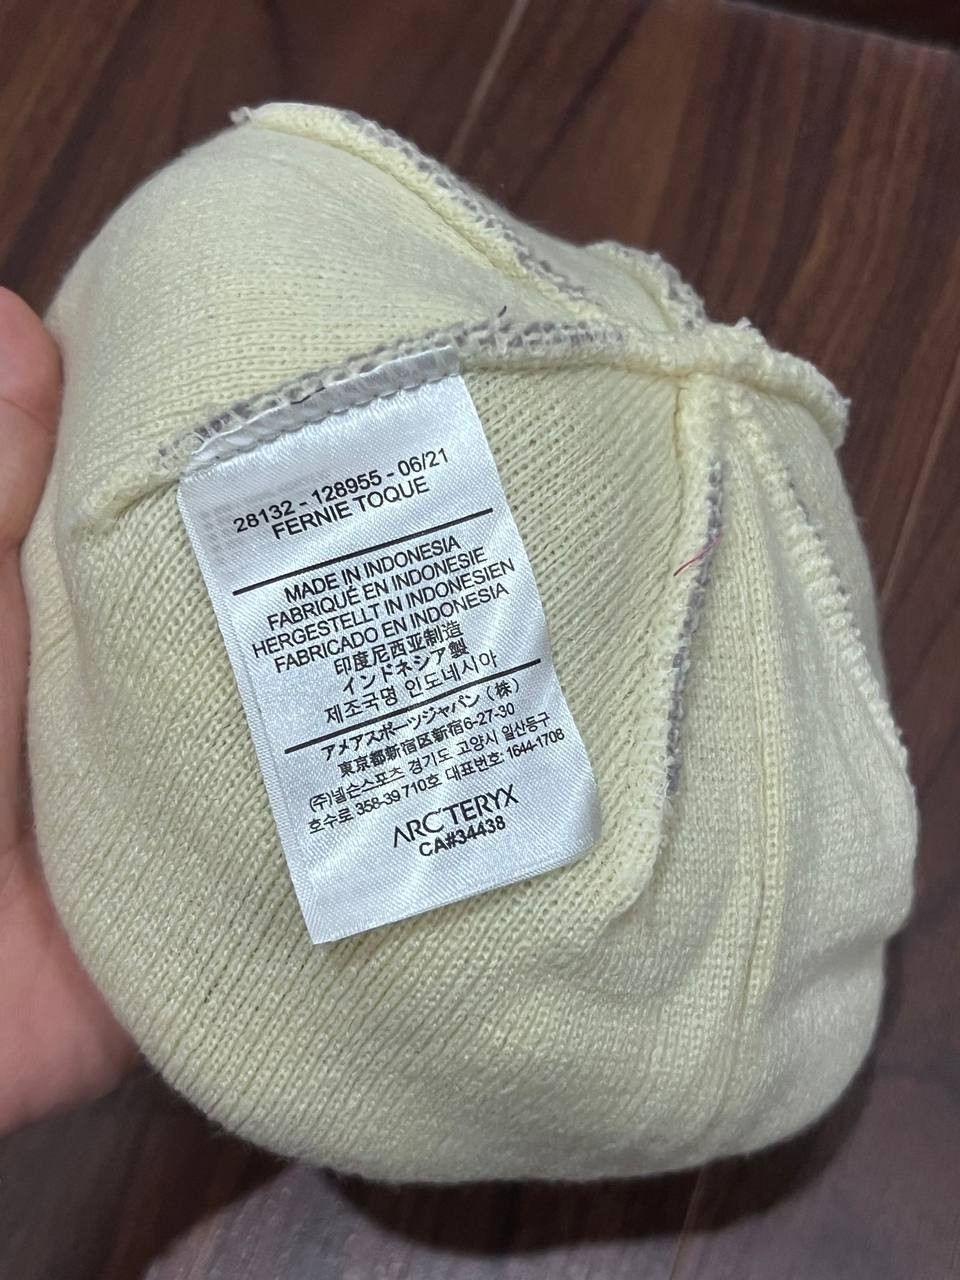 28132 - 128955 - 06/21
FERNIE TOQUE
MADE IN INDONESIA
FABRIQUÉ EN INDONESIE
HERGESTELLT IN INDONESIEN
FABRICADO EN INDONESIA
印度尼西亚制造
インドネシア製
제조국명 인도네시아
アメアスポーツジャパン（株）
東京都新宿区新宿6-27-30
(주)넬슨스포츠 경기도 고양시 일산동구
호수로 358-39 710호 대표번호: 1644-1708
ARC'TERYX
CA#34438